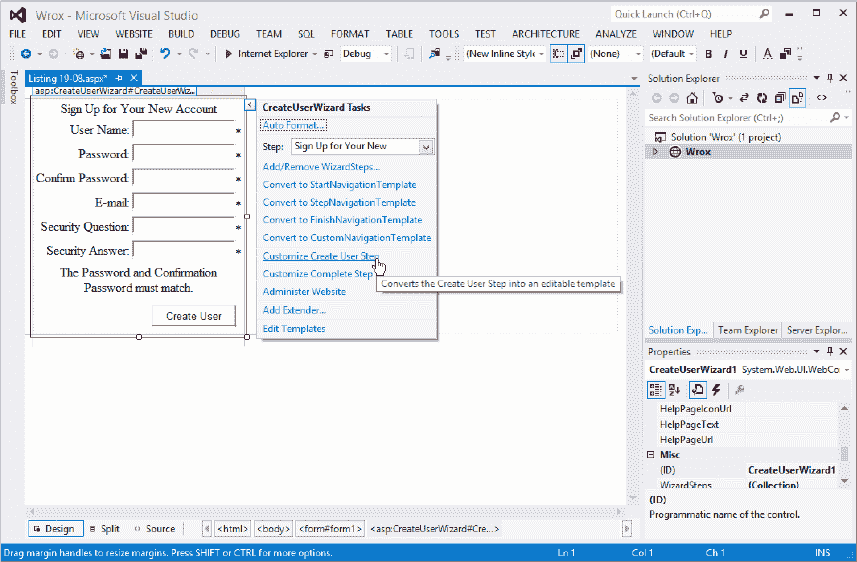 Wrox - Microsoft Visual Studio
Quick Launch (Ctrl+Q)
FILE EDIT VIEW WEBSITE BUILD DEBUG TEAM FORMAT TABLE TOOLS TEST ARCHITECTURE ANALYZE WINDOW HELP
Internet Explorer Debug (New Inline Style (None) (Default B I U A
Toolbox
Listing 19-08.aspx*
asp:CreateUserWizard#CreateUserWiz...
Sign Up for Your New Account
User Name: *
Password: *
Confirm Password: *
E-mail: *
Security Question: *
Security Answer: *
The Password and Confirmation
Password must match.
Create User
CreateUserWizard Tasks
Auto Format...
Step: Sign Up for Your New
Add/Remove WizardSteps...
Convert to StartNavigationTemplate
Convert to StepNavigationTemplate
Convert to FinishNavigationTemplate
Convert to CustomNavigationTemplate
Customize Create User Step
Customize Complete Step
Converts the Create User Step into an editable template
Administer Website
Add Extender...
Edit Templates
Solution Explorer
Search Solution Explorer (Ctrl+;)
Solution 'Wrox' (1 project)
Wrox
Solution Exp... Team Explorer Server Explor...
Properties
CreateUserWizard1 System.Web.UI.WebCo
HelpPageIconUrl
HelpPageText
HelpPageUrl
Misc
(ID) CreateUserWizard1
WizardSteps (Collection)
(ID)
Programmatic name of the control.
Design Split Source <html> <body> <form#form1> <asp:CreateUserWizard#Cre...>
Drag margin handles to resize margins. Press SHIFT or CTRL for more options. Ln 1 Col 1 Ch 1 INS